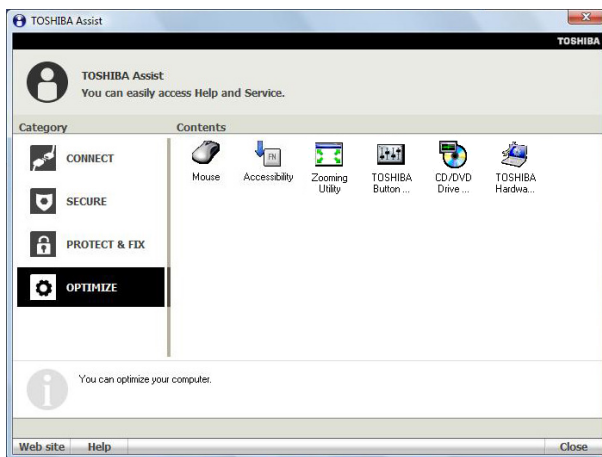 TOSHIBA Assist
TOSHIBA
TOSHIBA Assist
You can easily access Help and Service.
Category
Contents
CONNECT
SECURE
PROTECT & FIX
OPTIMIZE
Mouse
Accessibility
FN
Zooming
Utility
TOSHIBA
Button ...
CD/DVD
Drive ...
TOSHIBA
Hardwa...
You can optimize your computer.
Web site
Help
Close